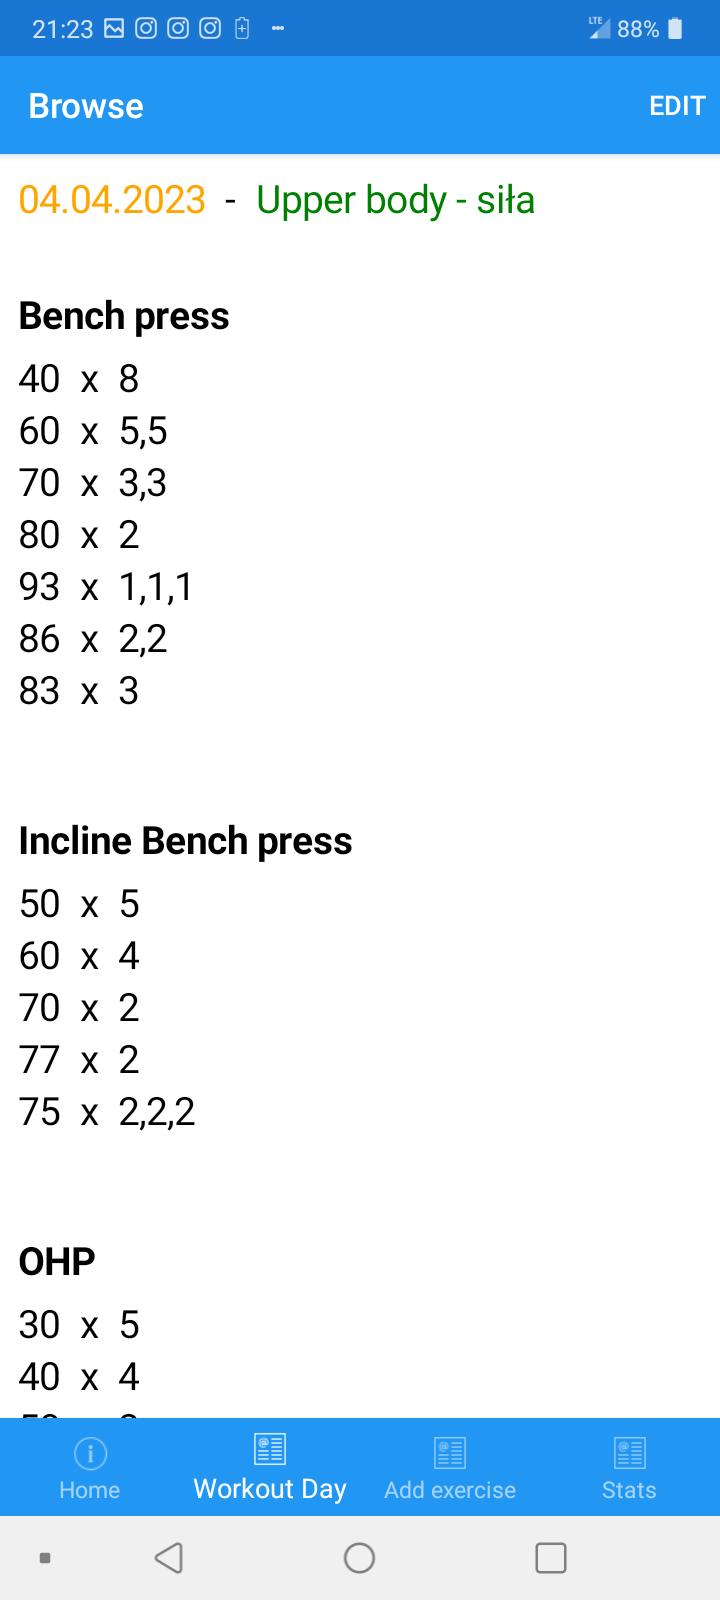 21:23
LTE 88%
Browse
EDIT
04.04.2023 - Upper body - siła
Bench press
40 x 8
60 x 5,5
70 x 3,3
80 x 2
93 x 1,1,1
86 x 2,2
83 x 3
Incline Bench press
50 x 5
60 x 4
70 x 2
77 x 2
75 x 2,2,2
OHP
30 x 5
40 x 4
Home
Workout Day
Add exercise
Stats